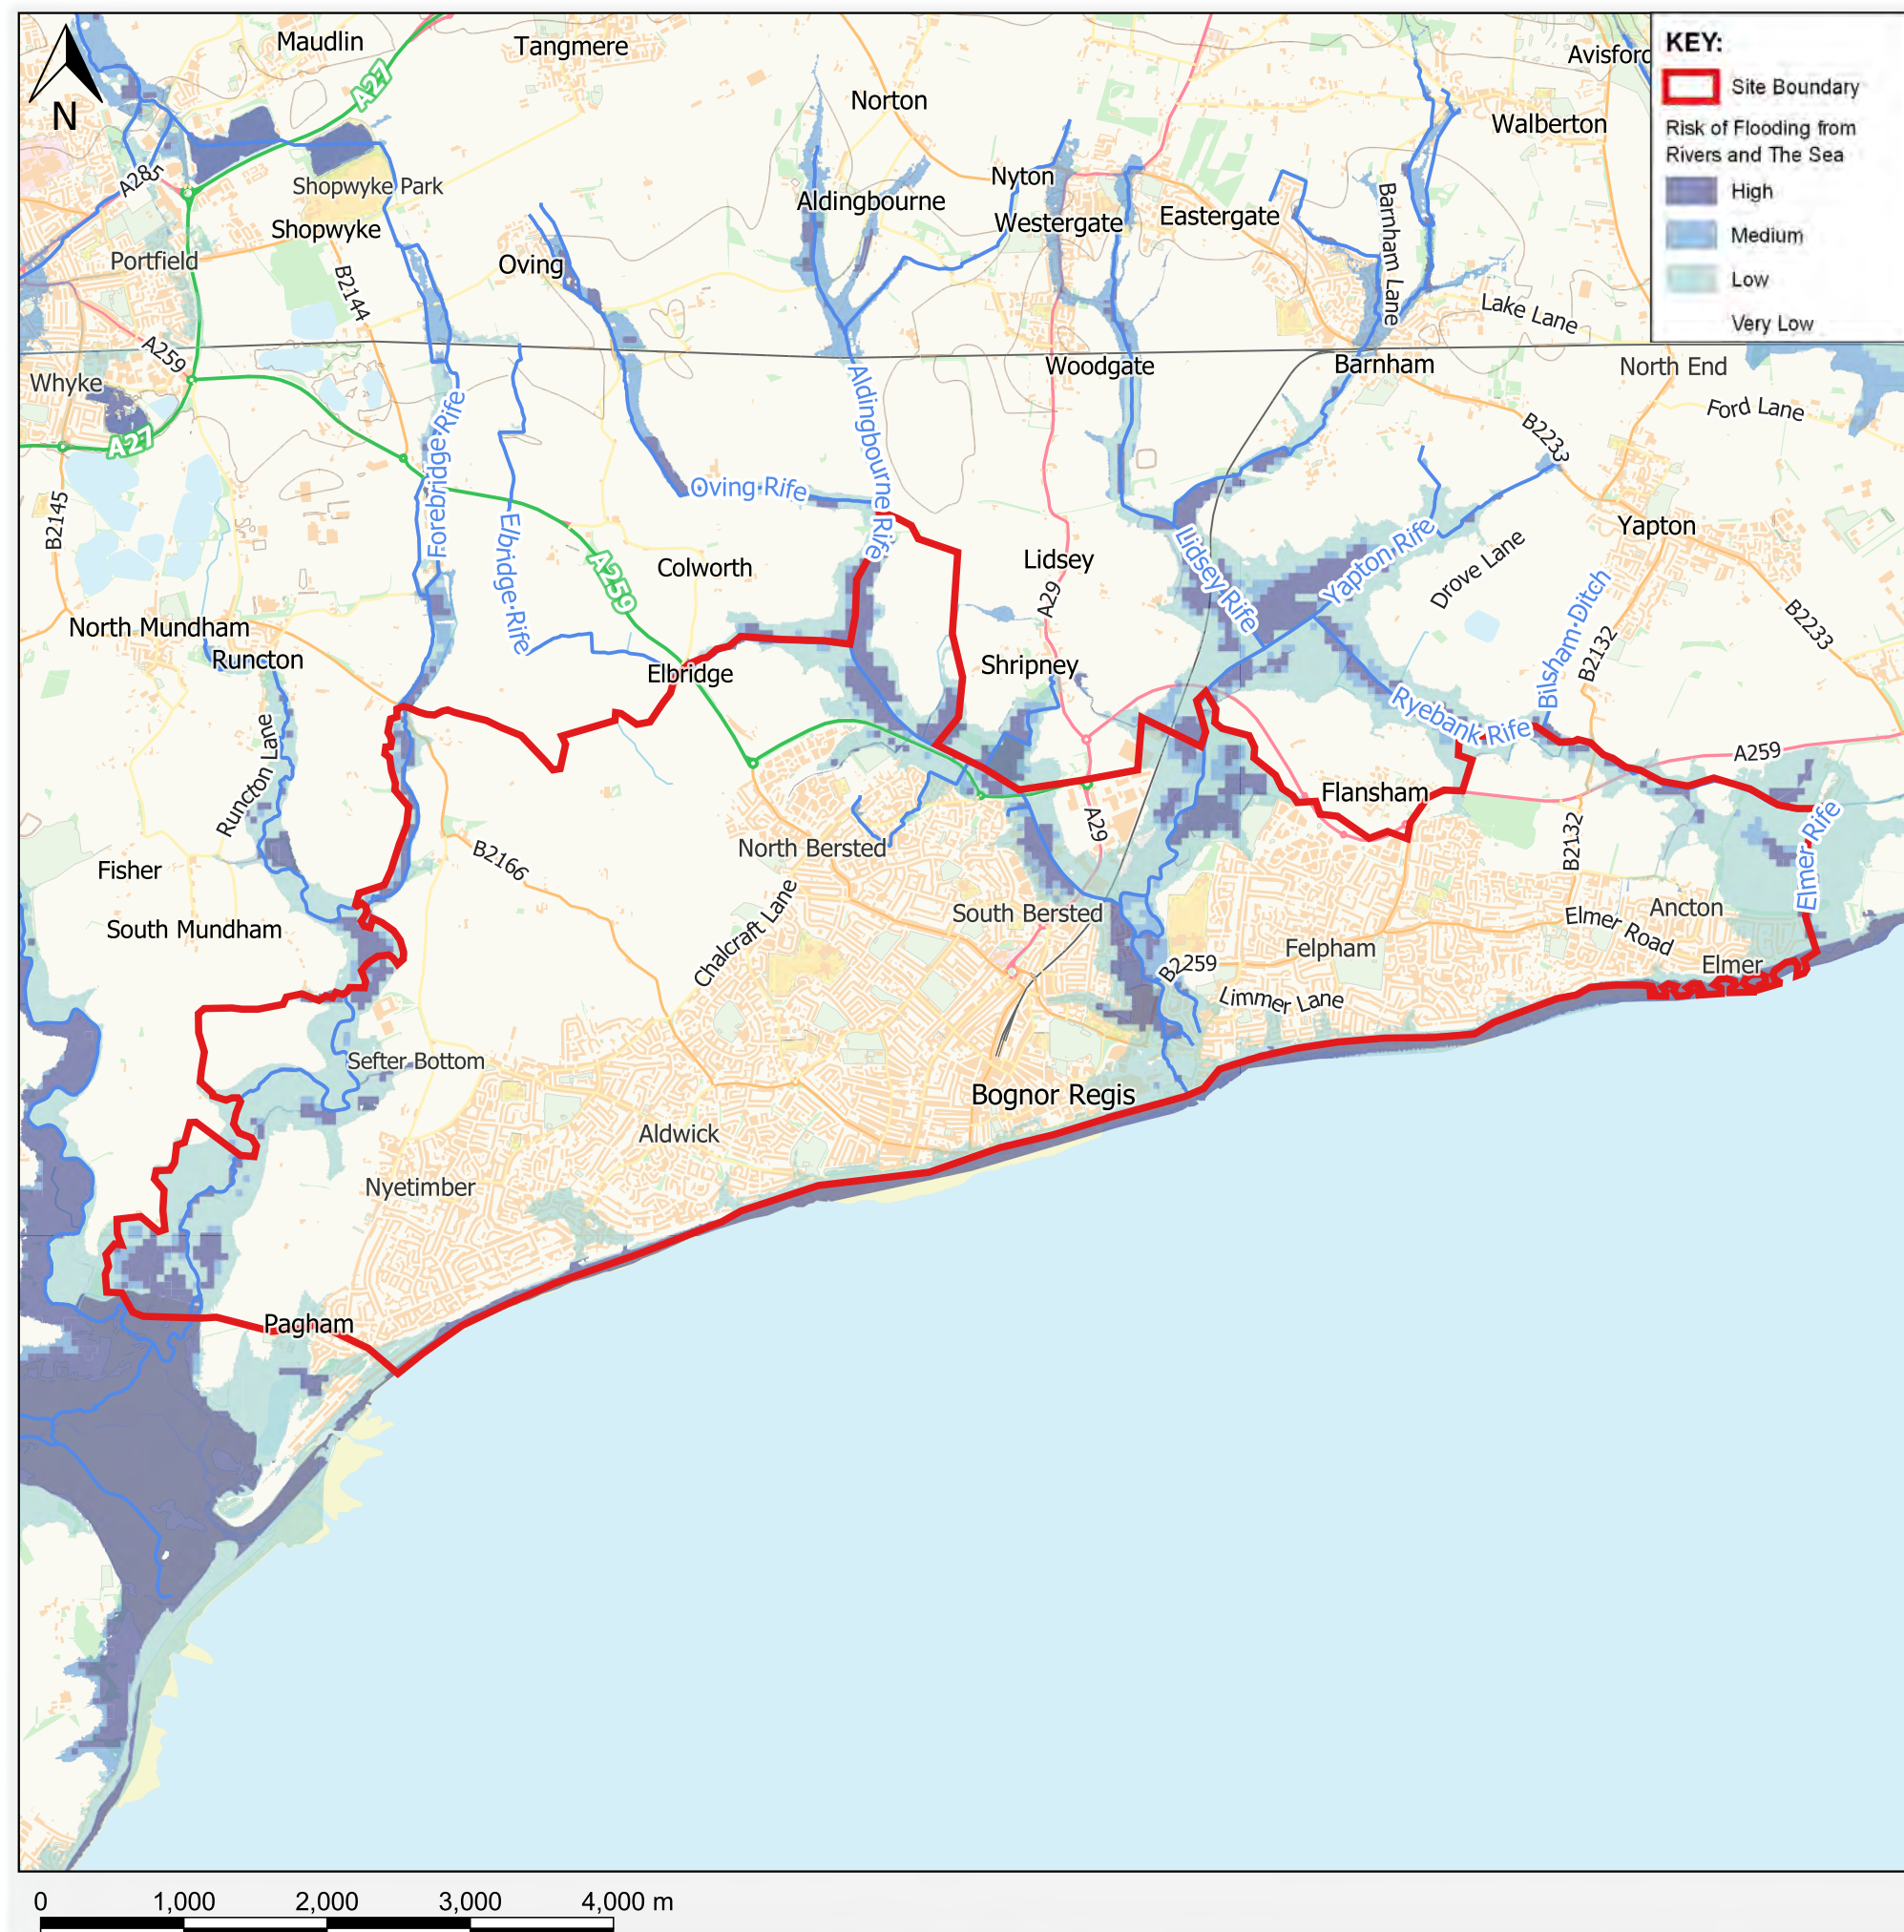 KEY:
Site Boundary
Risk of Flooding from
Rivers and The Sea
High
Medium
Low
Very Low
N
Maudlin
Tangmere
A27
Norton
Avisford
Walberton
A285
Shopwyke Park
Nyton
Aldingbourne
Westergate
Eastergate
Barnham Lane
Shopwyke
Portfield
Oving
B2144
Lake Lane
A259
Whyke
Woodgate
Barnham
North End
Ford Lane
A27
Forebridge Rife
Aldingbourne Rife
B2233
Oving Rife
B2145
Elbridge Rife
Yapton
Lidsey Rife
Yapton Rife
Drove Lane
A259
Colworth
Lidsey
A29
Bilsham Ditch
B2132
B2233
North Mundham
Runcton
Elbridge
Shripney
Ryebank Rife
A259
Runcton Lane
Flansham
A29
B2132
Elmer Rife
North Bersted
B2166
Fisher
South Mundham
Chalcraft Lane
South Bersted
Ancton
Elmer Road
Felpham
B2259
Elmer
Limmer Lane
Sefter Bottom
Bognor Regis
Aldwick
Nyetimber
Pagham
0 1,000 2,000 3,000 4,000 m